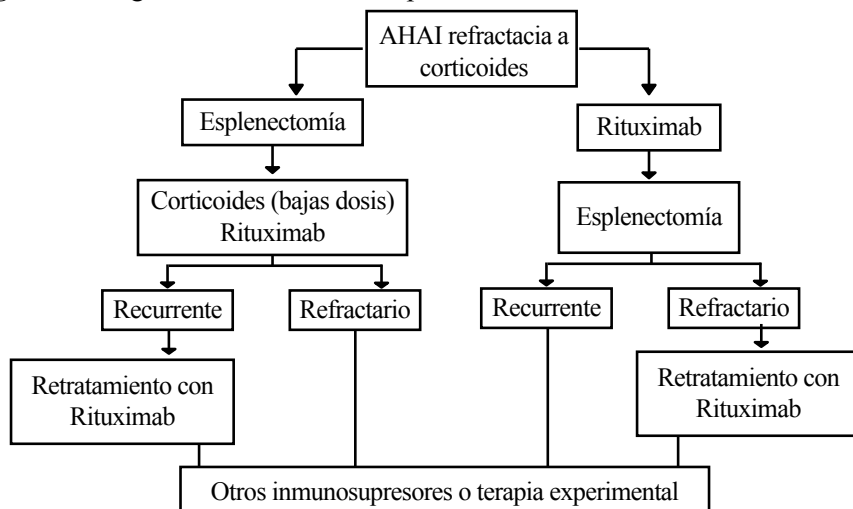 AHAI refractacia a
corticoides
Esplenectomía
Rituximab
Corticoides (bajas dosis)
Rituximab
Esplenectomía
Recurrente
Refractario
Recurrente
Refractario
Retratamiento con
Rituximab
Retratamiento con
Rituximab
Otros inmunosupresores o terapia experimental